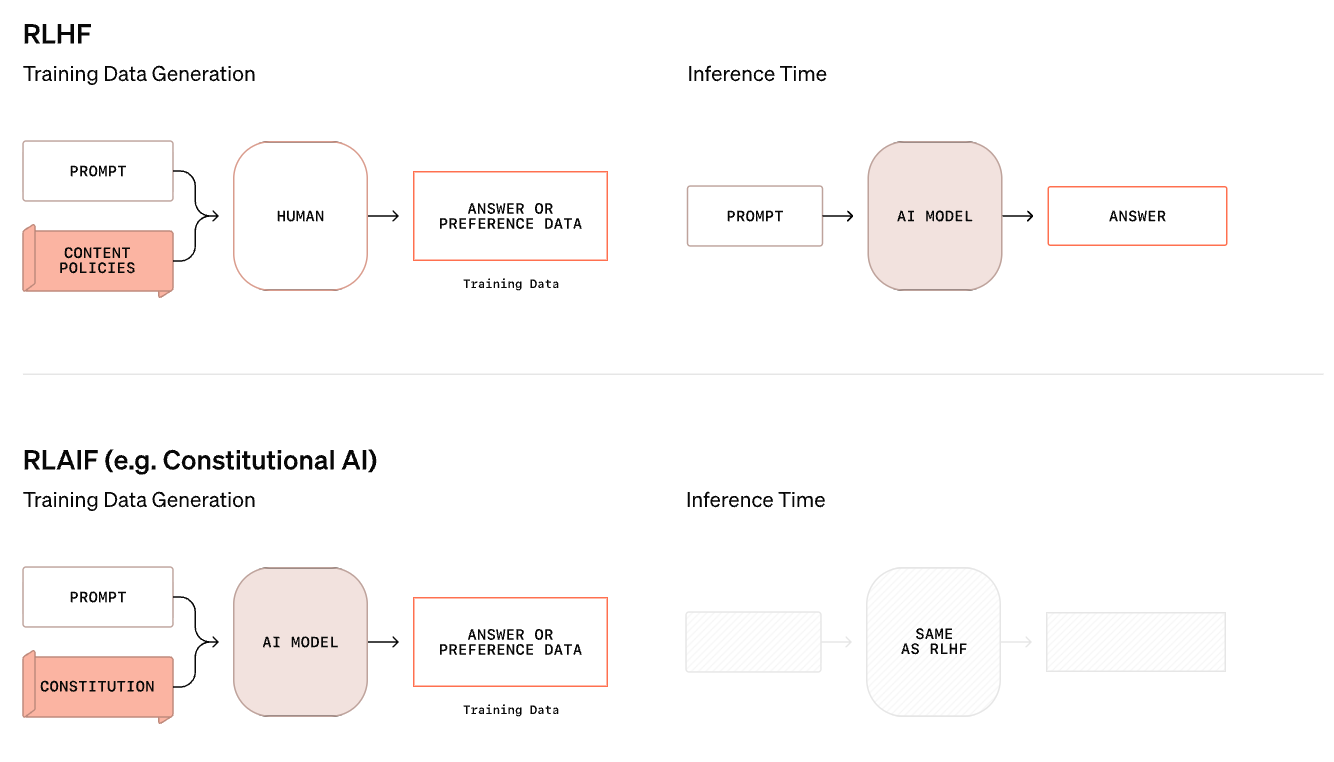 RLHF
Training Data Generation
Inference Time
PROMPT
CONTENT
POLICIES
HUMAN
ANSWER OR
PREFERENCE DATA
Training Data
PROMPT
AI MODEL
ANSWER
RLAIF (e.g. Constitutional AI)
Training Data Generation
Inference Time
PROMPT
CONSTITUTION
AI MODEL
ANSWER OR
PREFERENCE DATA
Training Data
SAME
AS RLHF